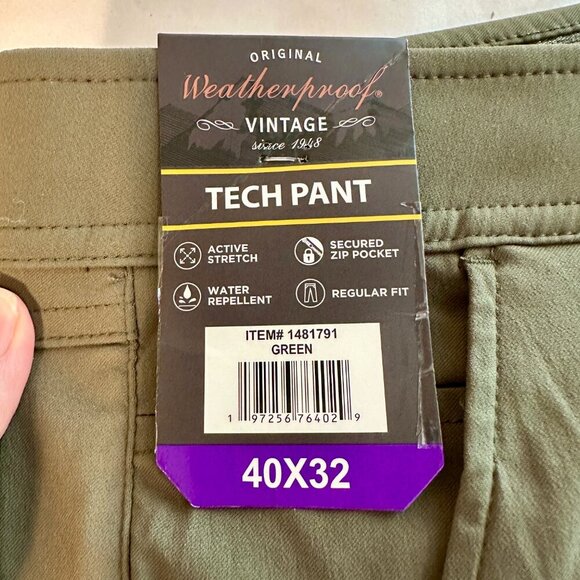 ORIGINAL
Weatherproof®
VINTAGE
since 1948
TECH PANT
ACTIVE STRETCH
SECURED ZIP POCKET
WATER REPELLENT
REGULAR FIT
ITEM# 1481791
GREEN
1 97256 76402 9
40X32